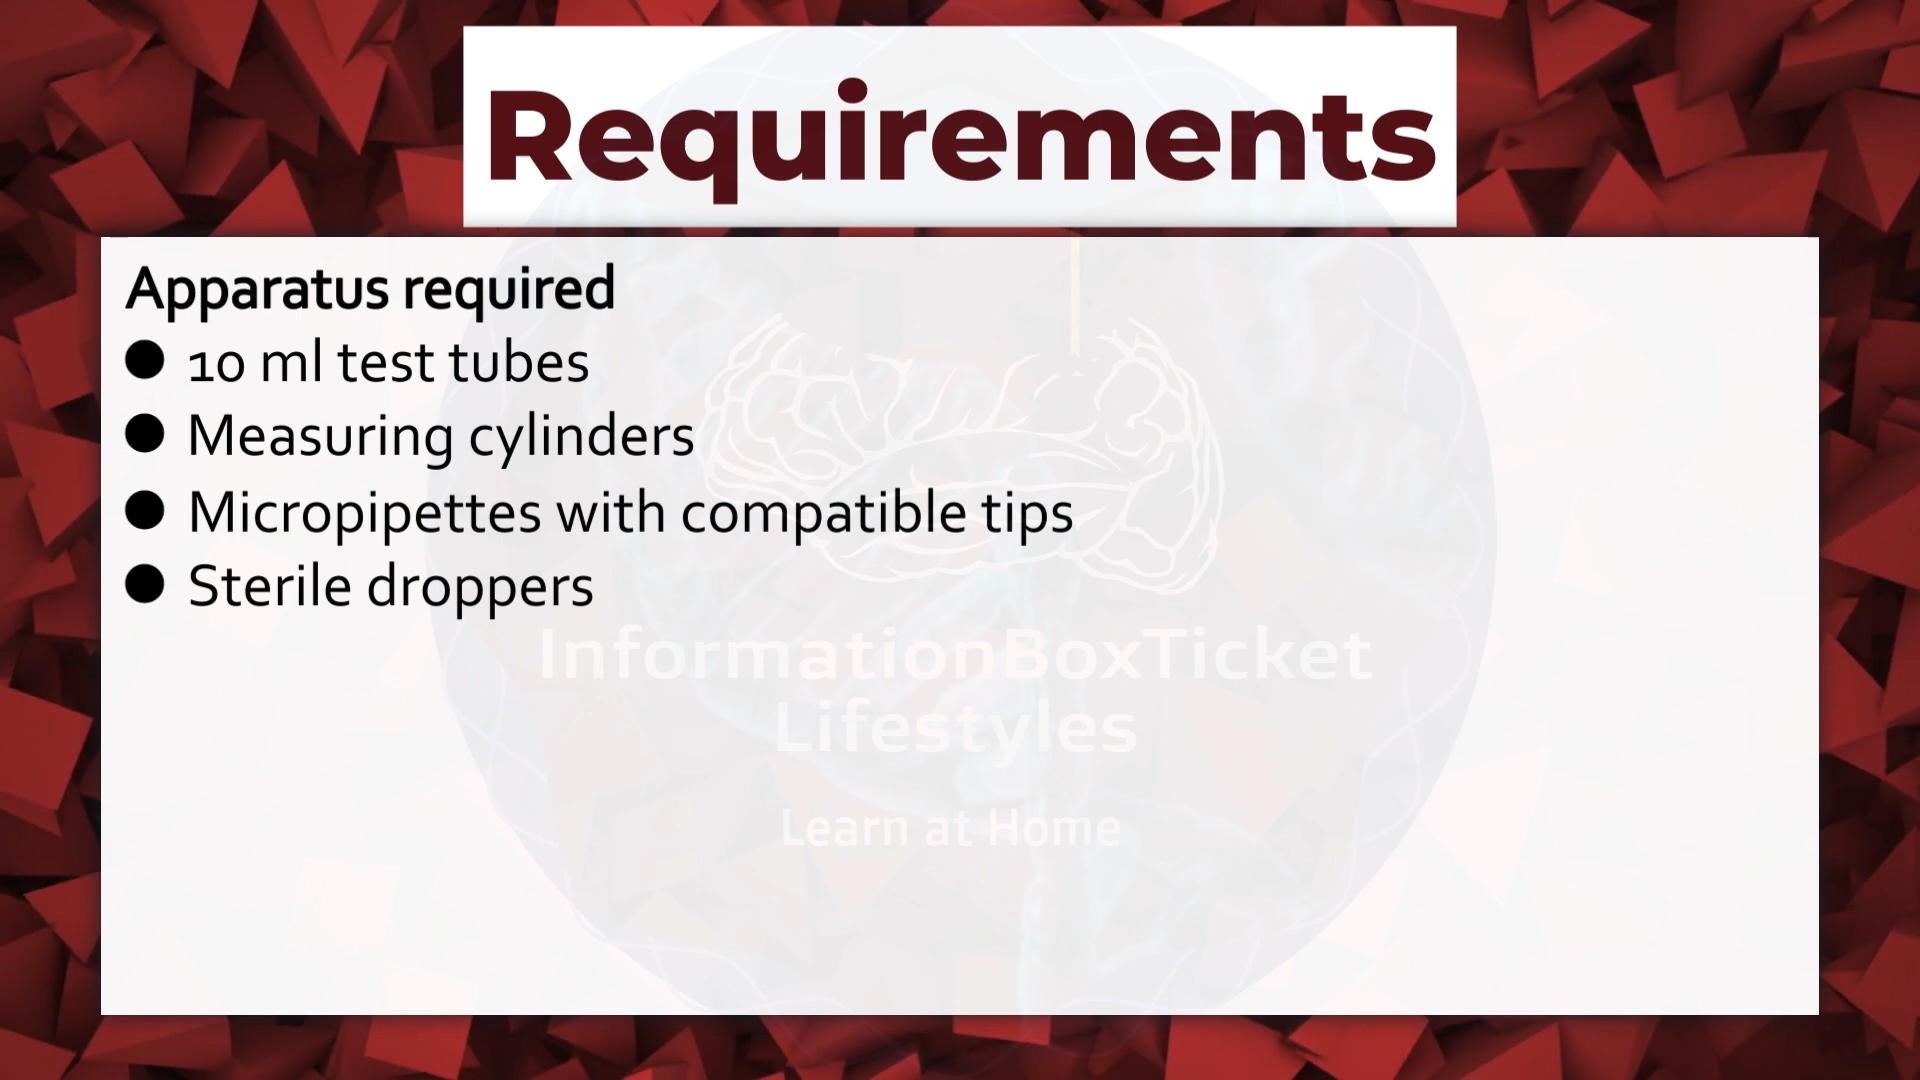 Requirements
Apparatus required
● 10 ml test tubes
● Measuring cylinders
● Micropipettes with compatible tips
● Sterile droppers
InformationBoxTicket
Lifestyles
Learn at Home